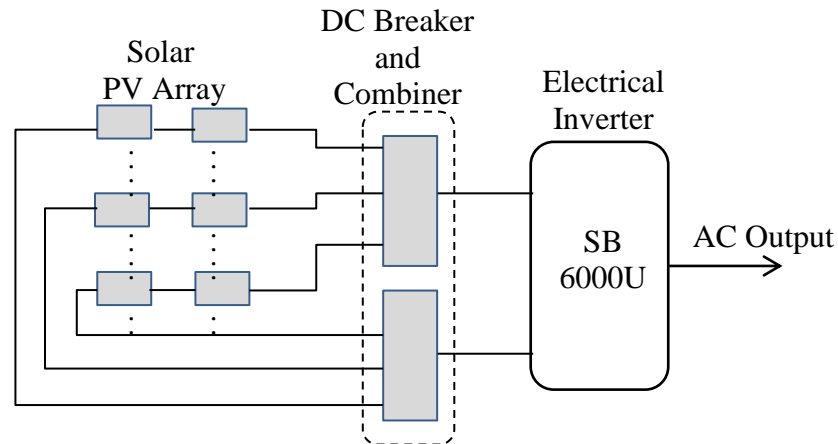 Solar
PV Array
DC Breaker
and
Combiner
Electrical
Inverter
SB
6000U
AC Output